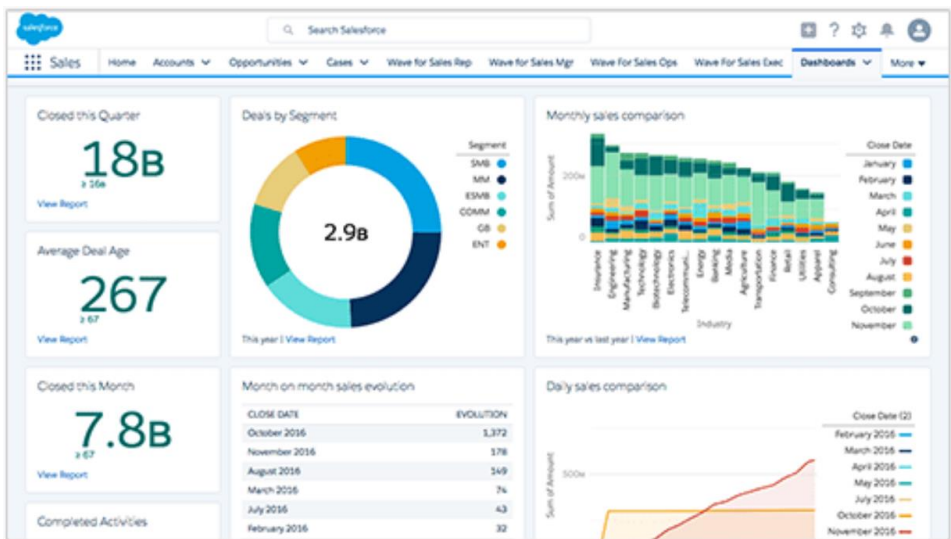 salesforce
Search Salesforce
Sales Home Accounts Opportunities Cases Wave for Sales Rep Wave for Sales Mgr Wave For Sales Ops Wave For Sales Exec Dashboards More
Closed this Quarter
18B
≥ 16B
View Report
Deals by Segment
2.9B
Segment
SMB
MM
ESMB
COMM
GB
ENT
This year | View Report
Monthly sales comparison
Sum of Amount
200M
0
Insurance
Engineering
Manufacturing
Technology
Biotechnology
Electronics
Telecommuni...
Energy
Banking
Media
Agriculture
Transportation
Finance
Retail
Utilities
Apparel
Consulting
Industry
Close Date
January
February
March
April
May
June
July
August
September
October
November
This year vs last year | View Report
Average Deal Age
267
≥ 67
View Report
Closed this Month
7.8B
≥ 67
View Report
Month on month sales evolution
CLOSE DATE EVOLUTION
October 2016 1,372
November 2016 178
August 2016 149
March 2016 74
July 2016 43
February 2016 32
Daily sales comparison
Sum of Amount
500M
Close Date (2)
February 2016
March 2016
April 2016
May 2016
July 2016
October 2016
November 2016
Completed Activities